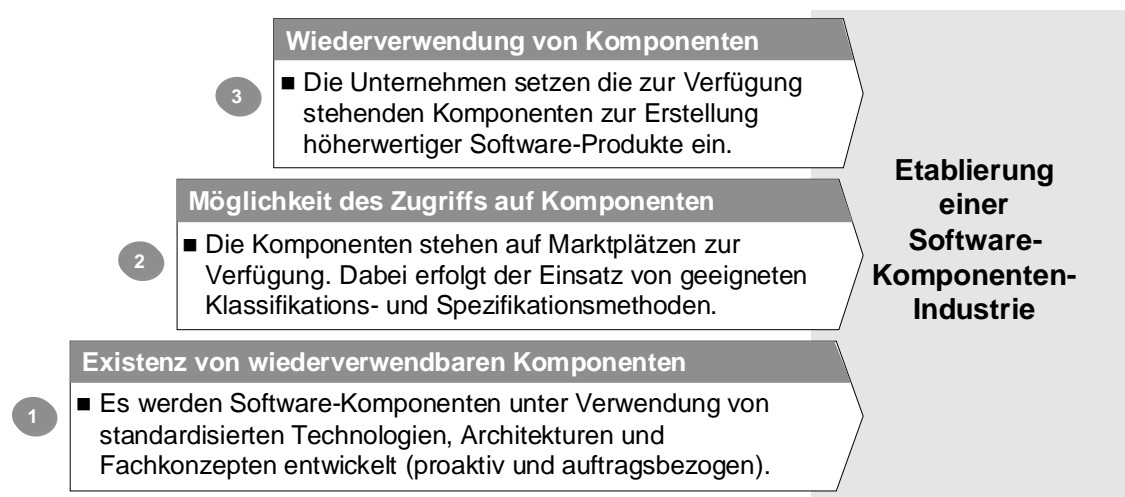 Wiederverwendung von Komponenten
3
■ Die Unternehmen setzen die zur Verfügung
stehenden Komponenten zur Erstellung
höherwertiger Software-Produkte ein.
Möglichkeit des Zugriffs auf Komponenten
2
■ Die Komponenten stehen auf Marktplätzen zur
Verfügung. Dabei erfolgt der Einsatz von geeigneten
Klassifikations- und Spezifikationsmethoden.
Existenz von wiederverwendbaren Komponenten
1
■ Es werden Software-Komponenten unter Verwendung von
standardisierten Technologien, Architekturen und
Fachkonzepten entwickelt (proaktiv und auftragsbezogen).
Etablierung
einer
Software-
Komponenten-
Industrie